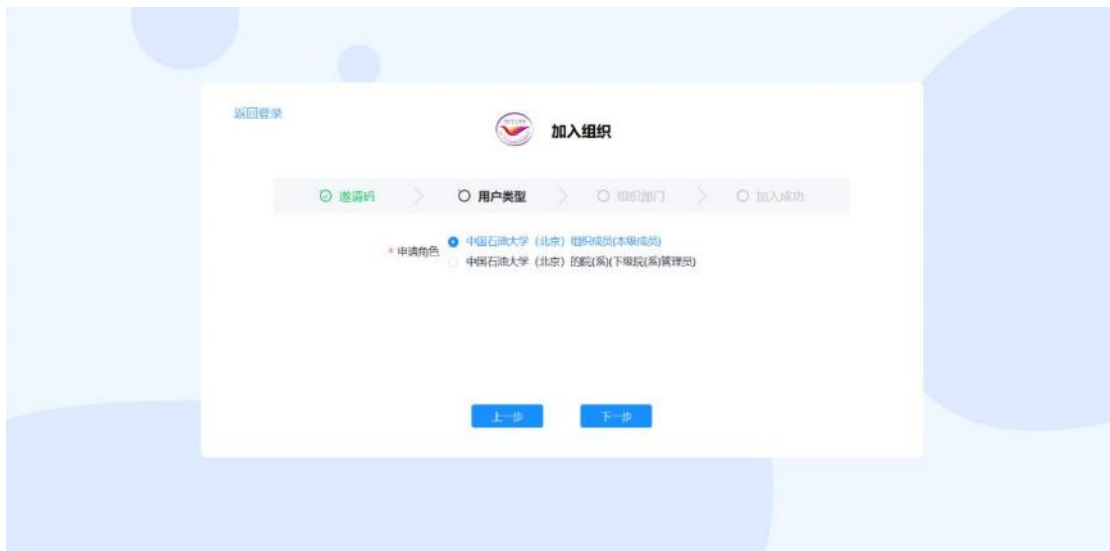 返回登录
加入组织
邀请码 用户类型 组织部门 加入成功
* 申请角色 中国石油大学（北京）组织成员(本级成员)
中国石油大学（北京）的院(系)(下级院(系)管理员)
上一步 下一步